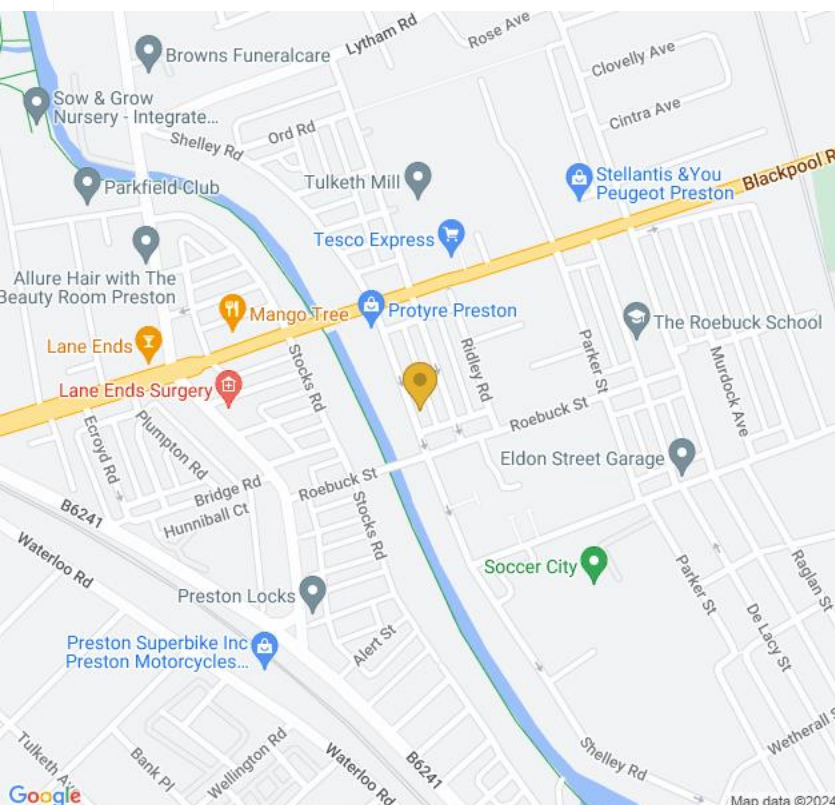 Rose Ave
Lytham Rd
Browns Funeralcare
Clovelly Ave
Sow & Grow
Nursery - Integrate...
Cintra Ave
Ord Rd
Shelley Rd
Tulketh Mill
Stellantis &You
Peugeot Preston
Blackpool R
Parkfield Club
Tesco Express
Allure Hair with The
Beauty Room Preston
Mango Tree
Protyre Preston
The Roebuck School
Lane Ends
Stocks Rd
Ridley Rd
Parker St
Murdock Ave
Lane Ends Surgery
Roebuck St
Ecroyd Rd
Plumpton Rd
Eldon Street Garage
Bridge Rd
Roebuck St
Hunniball Ct
B6241
Stocks Rd
Waterloo Rd
Soccer City
Parker St
Raglan St
Preston Locks
De Lacy St
Alert St
Preston Superbike Inc
Preston Motorcycles...
Wetherall S
Tulketh Av
Bank Pl
Wellington Rd
Waterloo Rd
B6241
Shelley Rd
Google
Map data ©2024